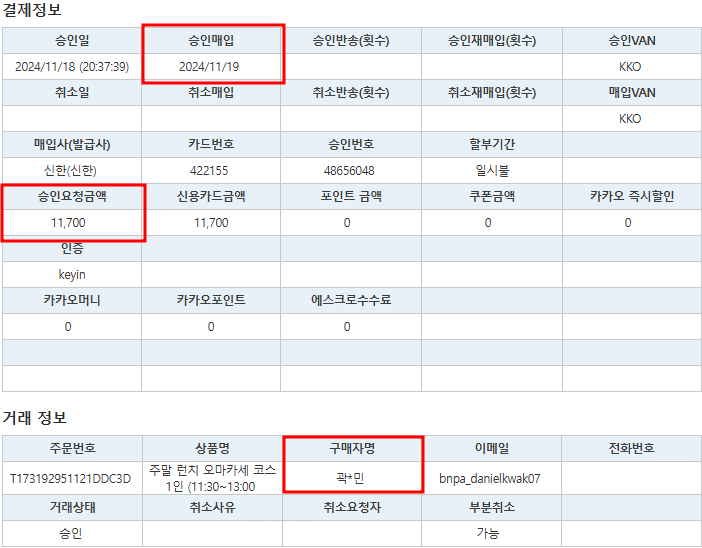 결제정보
승인일 승인매입 승인반송(횟수) 승인재매입(횟수) 승인VAN
2024/11/18 (20:37:39) 2024/11/19 KKO
취소일 취소매입 취소반송(횟수) 취소재매입(횟수) 매입VAN
KKO
매입사(발급사) 카드번호 승인번호 할부기간
신한(신한) 422155 48656048 일시불
승인요청금액 신용카드금액 포인트 금액 쿠폰금액 카카오 즉시할인
11,700 11,700 0 0 0
인증
keyin
카카오머니 카카오포인트 에스크로수수료
0 0 0
거래 정보
주문번호 상품명 구매자명 이메일 전화번호
T173192951121DDC3D 주말 런치 오마카세 코스 곽*민 bnpa_danielkwak07
1인 (11:30~13:00
거래상태 취소사유 취소요청자 부분취소
승인 가능